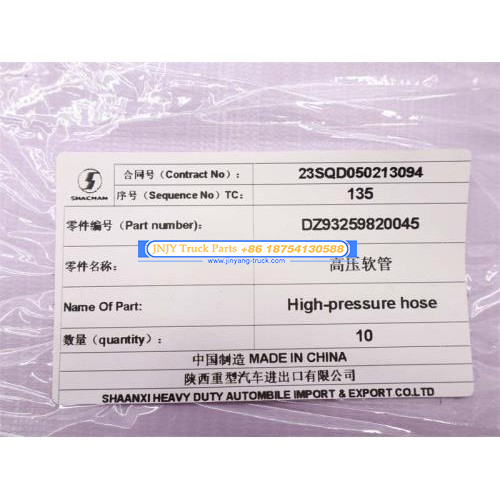 SHACMAN
合同号（Contract No）： 23SQD050213094
序号（Sequence No）TC： 135
零件编号（Part number）： DZ93259820045
JNJY Truck Parts +86 18754130588
www.jinyang-truck.com
零件名称： 高压软管
Name Of Part: High-pressure hose
数量（quantity）： 10
中国制造 MADE IN CHINA
陕西重型汽车进出口有限公司
SHAANXI HEAVY DUTY AUTOMBILE IMPORT & EXPORT CO.LTD